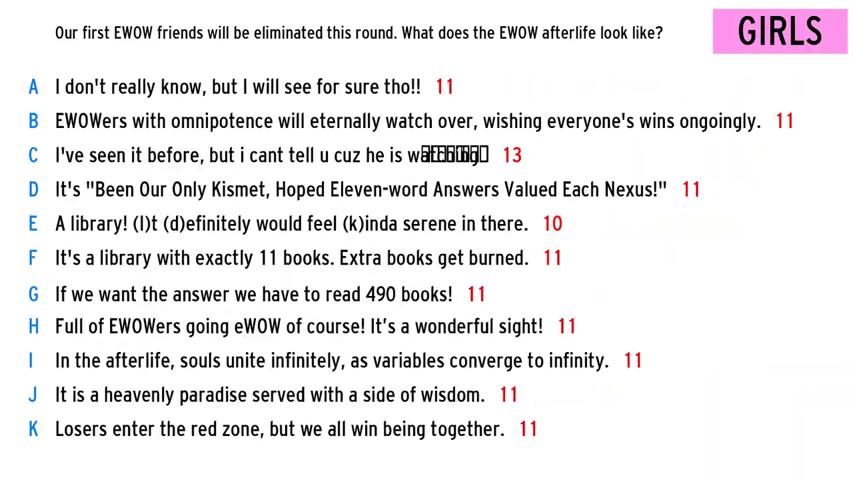 Our first EWOW friends will be eliminated this round. What does the EWOW afterlife look like?
GIRLS
A I don't really know, but I will see for sure tho!! 11
B EWOWers with omnipotence will eternally watch over, wishing everyone's wins ongoingly. 11
C I've seen it before, but i cant tell u cuz he is 13
D It's "Been Our Only Kismet, Hoped Eleven-word Answers Valued Each Nexus!" 11
E A library! (I)t (d)efinitely would feel (k)inda serene in there. 10
F It's a library with exactly 11 books. Extra books get burned. 11
G If we want the answer we have to read 490 books! 11
H Full of EWOWers going eWOW of course! It’s a wonderful sight! 11
I In the afterlife, souls unite infinitely, as variables converge to infinity. 11
J It is a heavenly paradise served with a side of wisdom. 11
K Losers enter the red zone, but we all win being together. 11